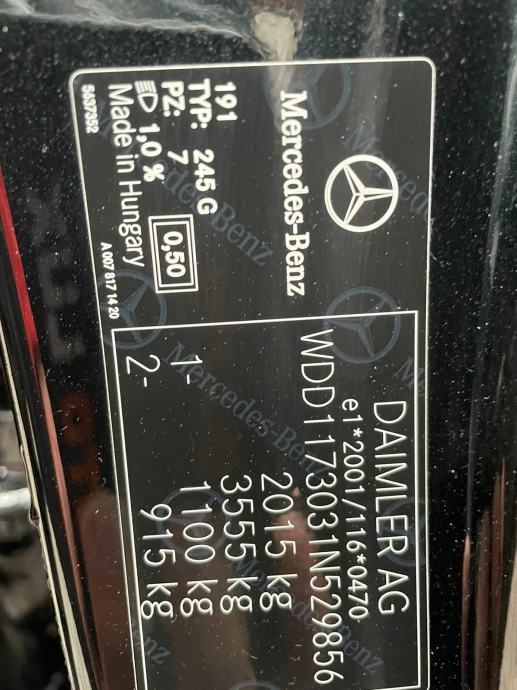 Mercedes-Benz
191
TYP: 245 G
PZ: 7
1,0 % 0,50
Made in Hungary
5637352
A 007 817 14 20
DAIMLER AG
e1*2001/116*0470
WDD1173031N529856
2015 kg
3555 kg
1- 1100 kg
2- 915 kg